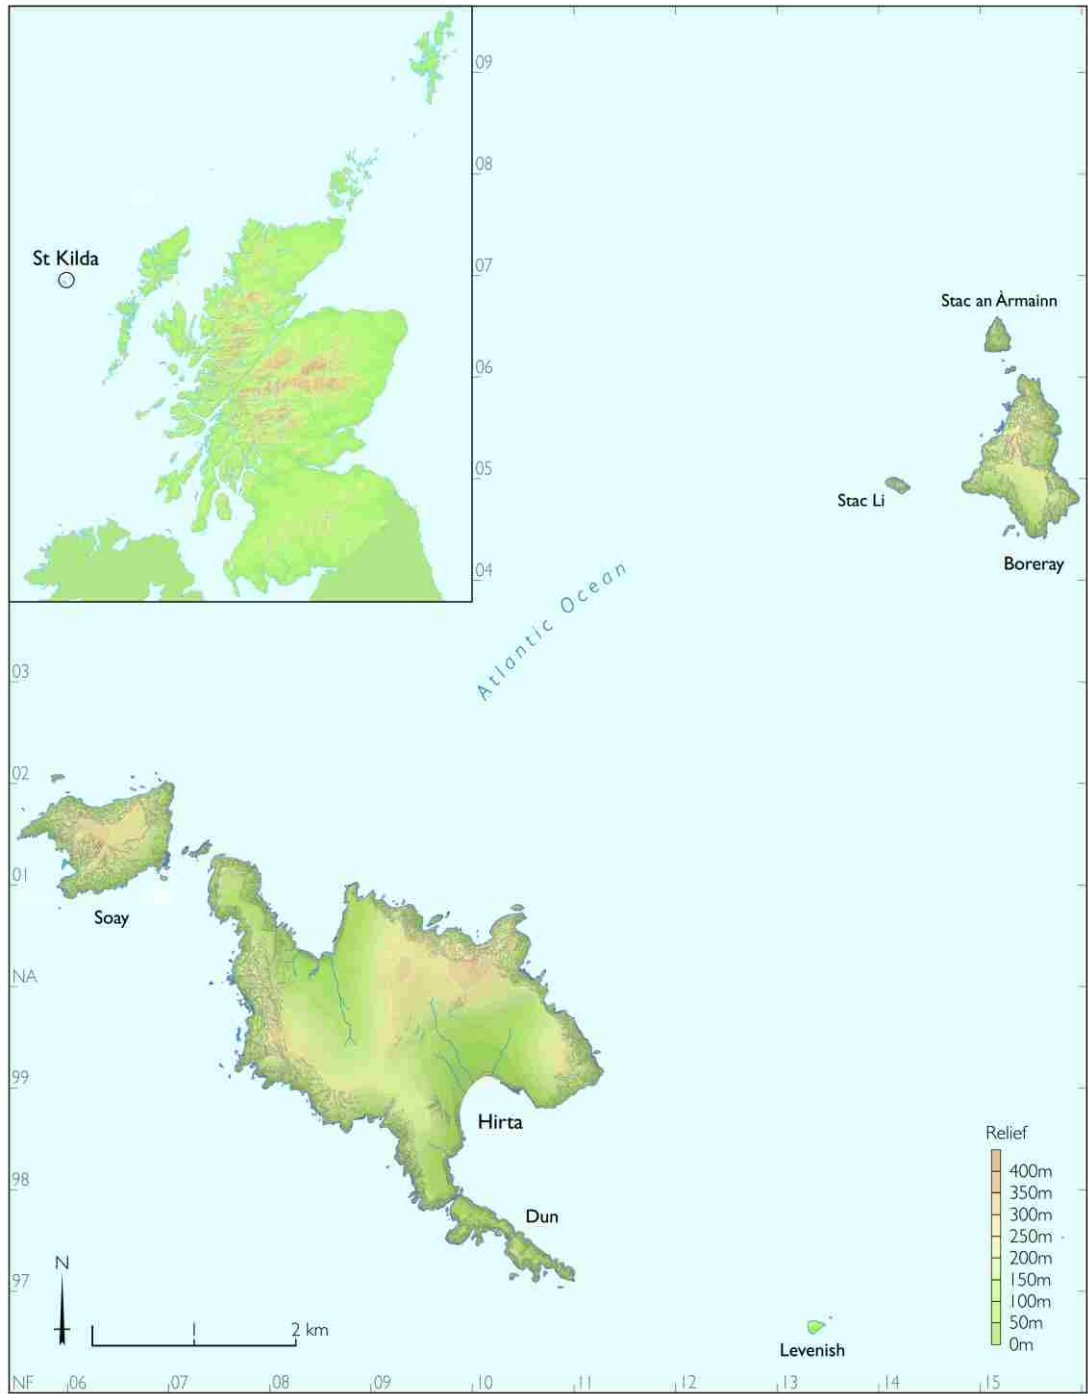 09
08
St Kilda
07
Stac an Àrmainn
06
05
Stac Li
Boreray
04
Atlantic Ocean
03
02
01
Soay
NA
99
Hirta
Relief
400m
350m
300m
250m
200m
150m
100m
50m
0m
98
Dun
N
97
1
2 km
Levenish
NF
06
07
08
09
10
11
12
13
14
15